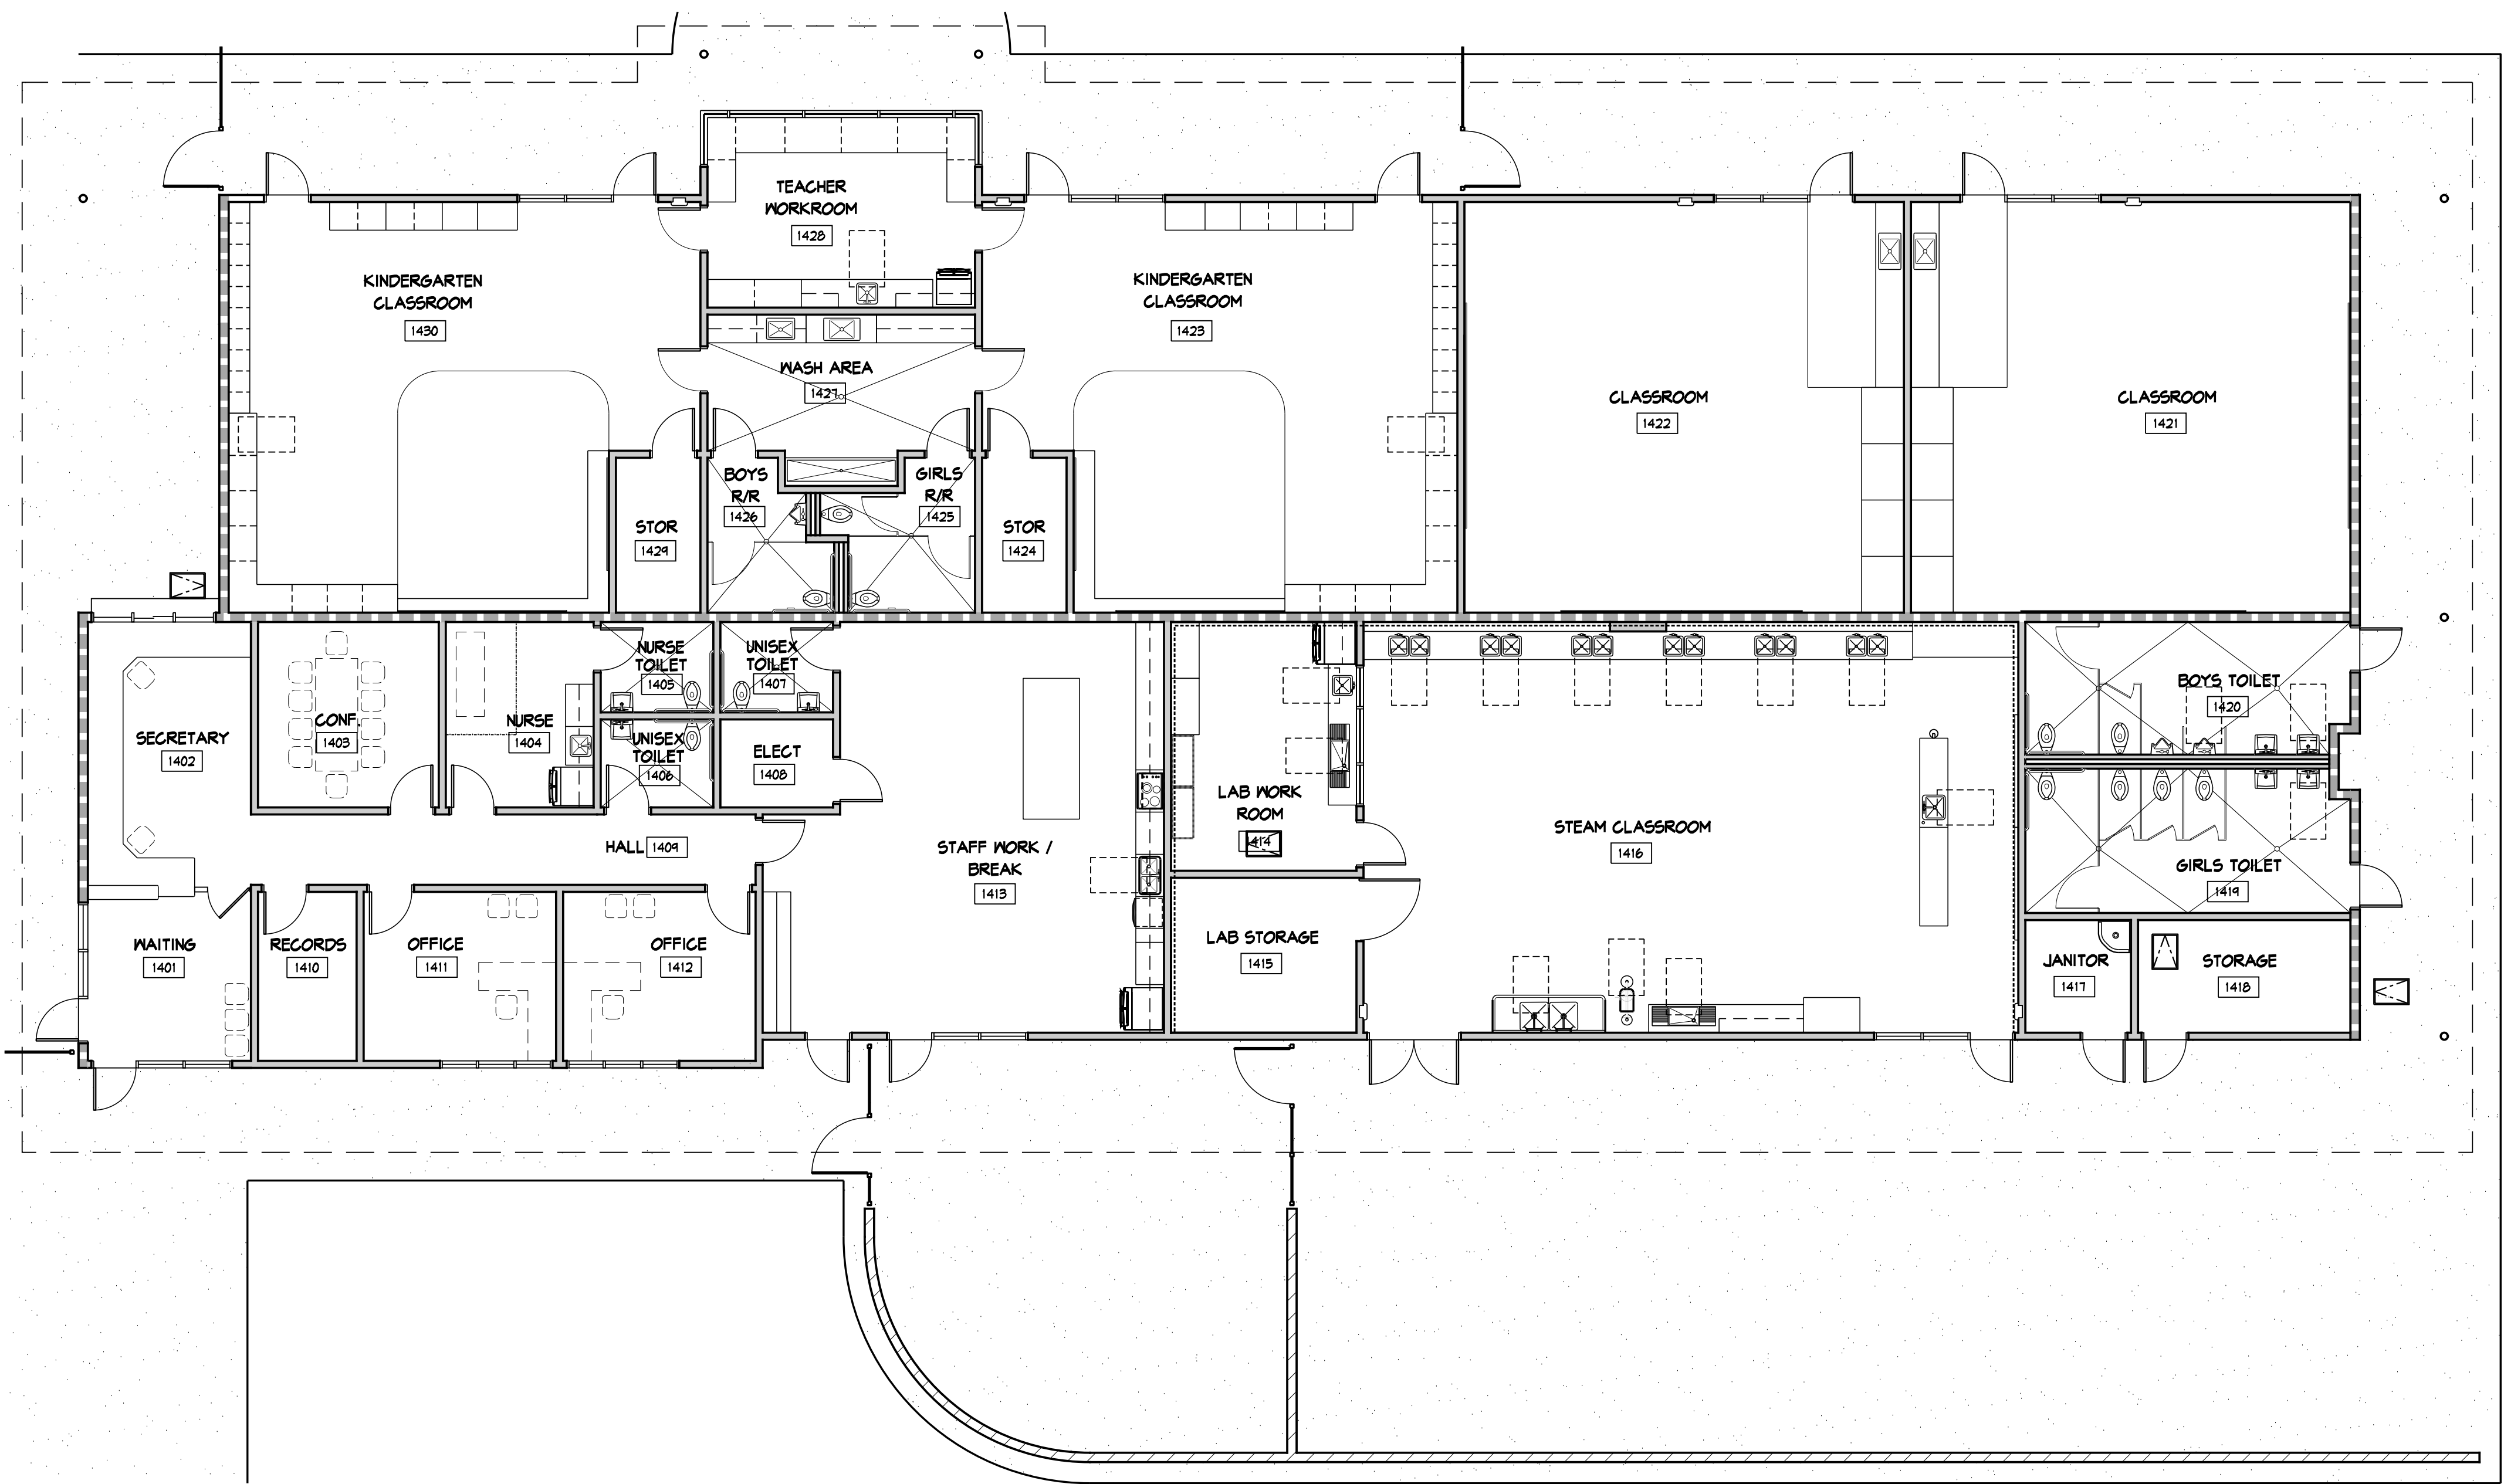 TEACHER
WORKROOM
1428
KINDERGARTEN
CLASSROOM
1430
KINDERGARTEN
CLASSROOM
1423
WASH AREA
1427
CLASSROOM
1422
CLASSROOM
1421
BOYS
R/R
1426
GIRLS
R/R
1425
STOR
1429
STOR
1424
NURSE
TOILET
1405
UNISEX
TOILET
1407
BOYS TOILET
1420
SECRETARY
1402
CONF.
1403
NURSE
1404
UNISEX
TOILET
1406
ELECT
1408
LAB WORK
ROOM
1414
STEAM CLASSROOM
1416
HALL 1409
STAFF WORK /
BREAK
1413
GIRLS TOILET
1419
WAITING
1401
RECORDS
1410
OFFICE
1411
OFFICE
1412
LAB STORAGE
1415
JANITOR
1417
STORAGE
1418